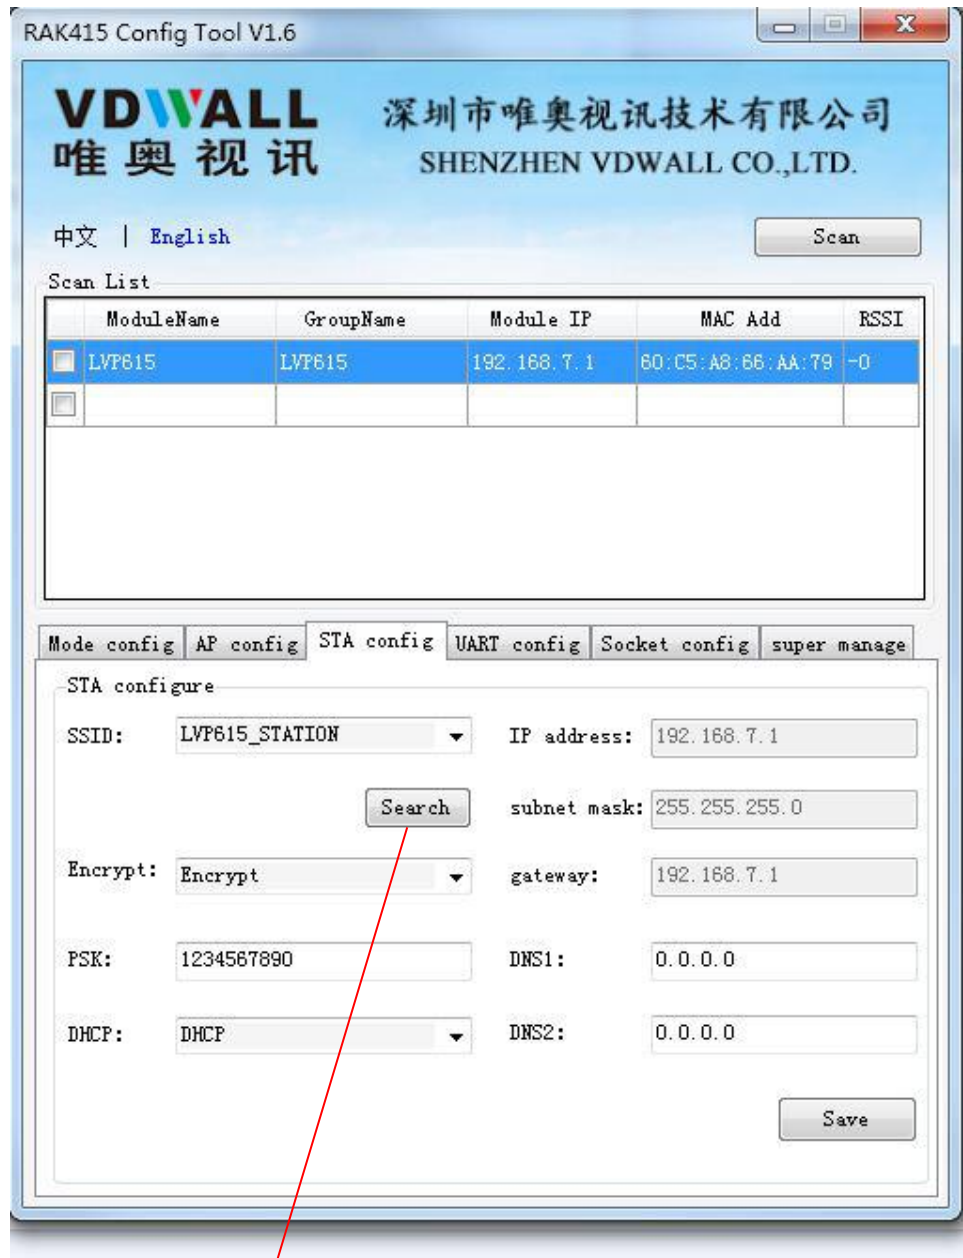 RAK415 Config Tool V1.6
VDWALL 深圳市唯奥视讯技术有限公司
唯奥视讯 SHENZHEN VDWALL CO.,LTD.
中文 | English Scan
Scan List
ModuleName GroupName Module IP MAC Add RSSI
LVP615 LVP615 192.168.7.1 60:C5:A8:66:AA:79 -0
Mode config AP config STA config UART config Socket config super manage
STA configure
SSID: LVP615_STATION IP address: 192.168.7.1
Search subnet mask: 255.255.255.0
Encrypt: Encrypt gateway: 192.168.7.1
PSK: 1234567890 DNS1: 0.0.0.0
DHCP: DHCP DNS2: 0.0.0.0
Save